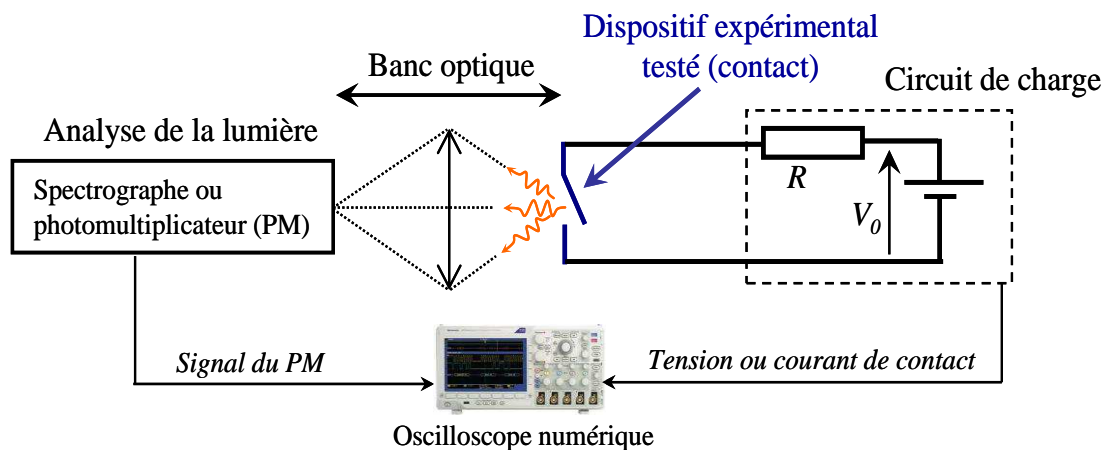 Dispositif expérimental
testé (contact)
Banc optique
Circuit de charge
Analyse de la lumière
Spectrographe ou
photomultiplicateur (PM)
R
V0
Signal du PM
Tension ou courant de contact
Oscilloscope numérique